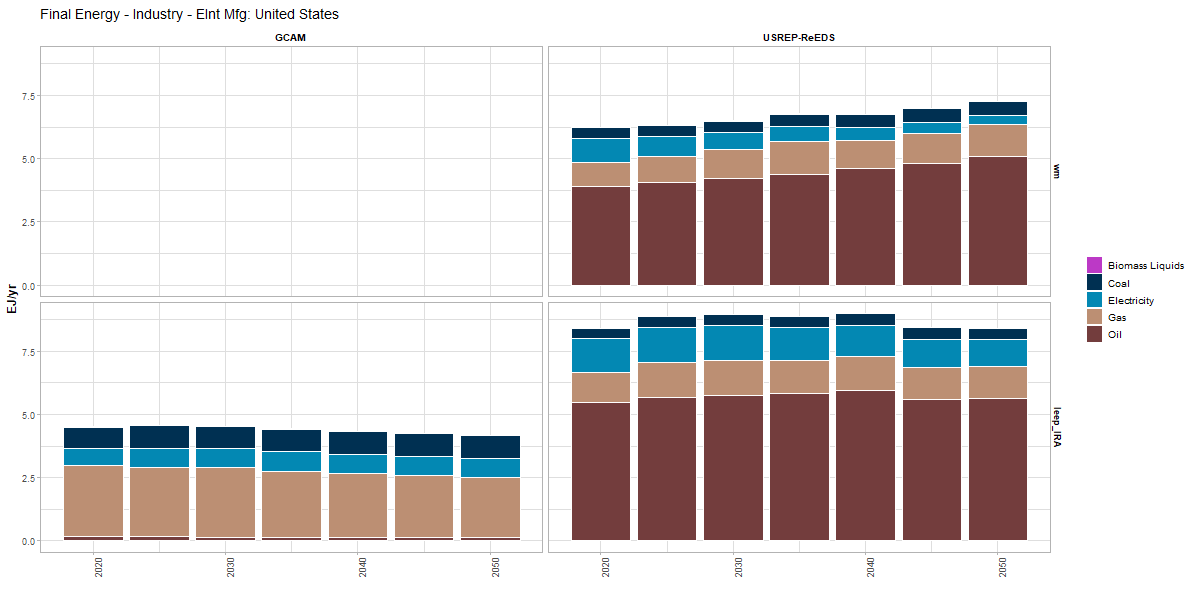 Final Energy - Industry - EInt Mfg: United States
GCAM
USREP-ReEDS
EJ/yr
7.5
5.0
2.5
0.0
wm
7.5
5.0
2.5
0.0
leep_IRA
2020
2030
2040
2050
2020
2030
2040
2050
Biomass Liquids
Coal
Electricity
Gas
Oil